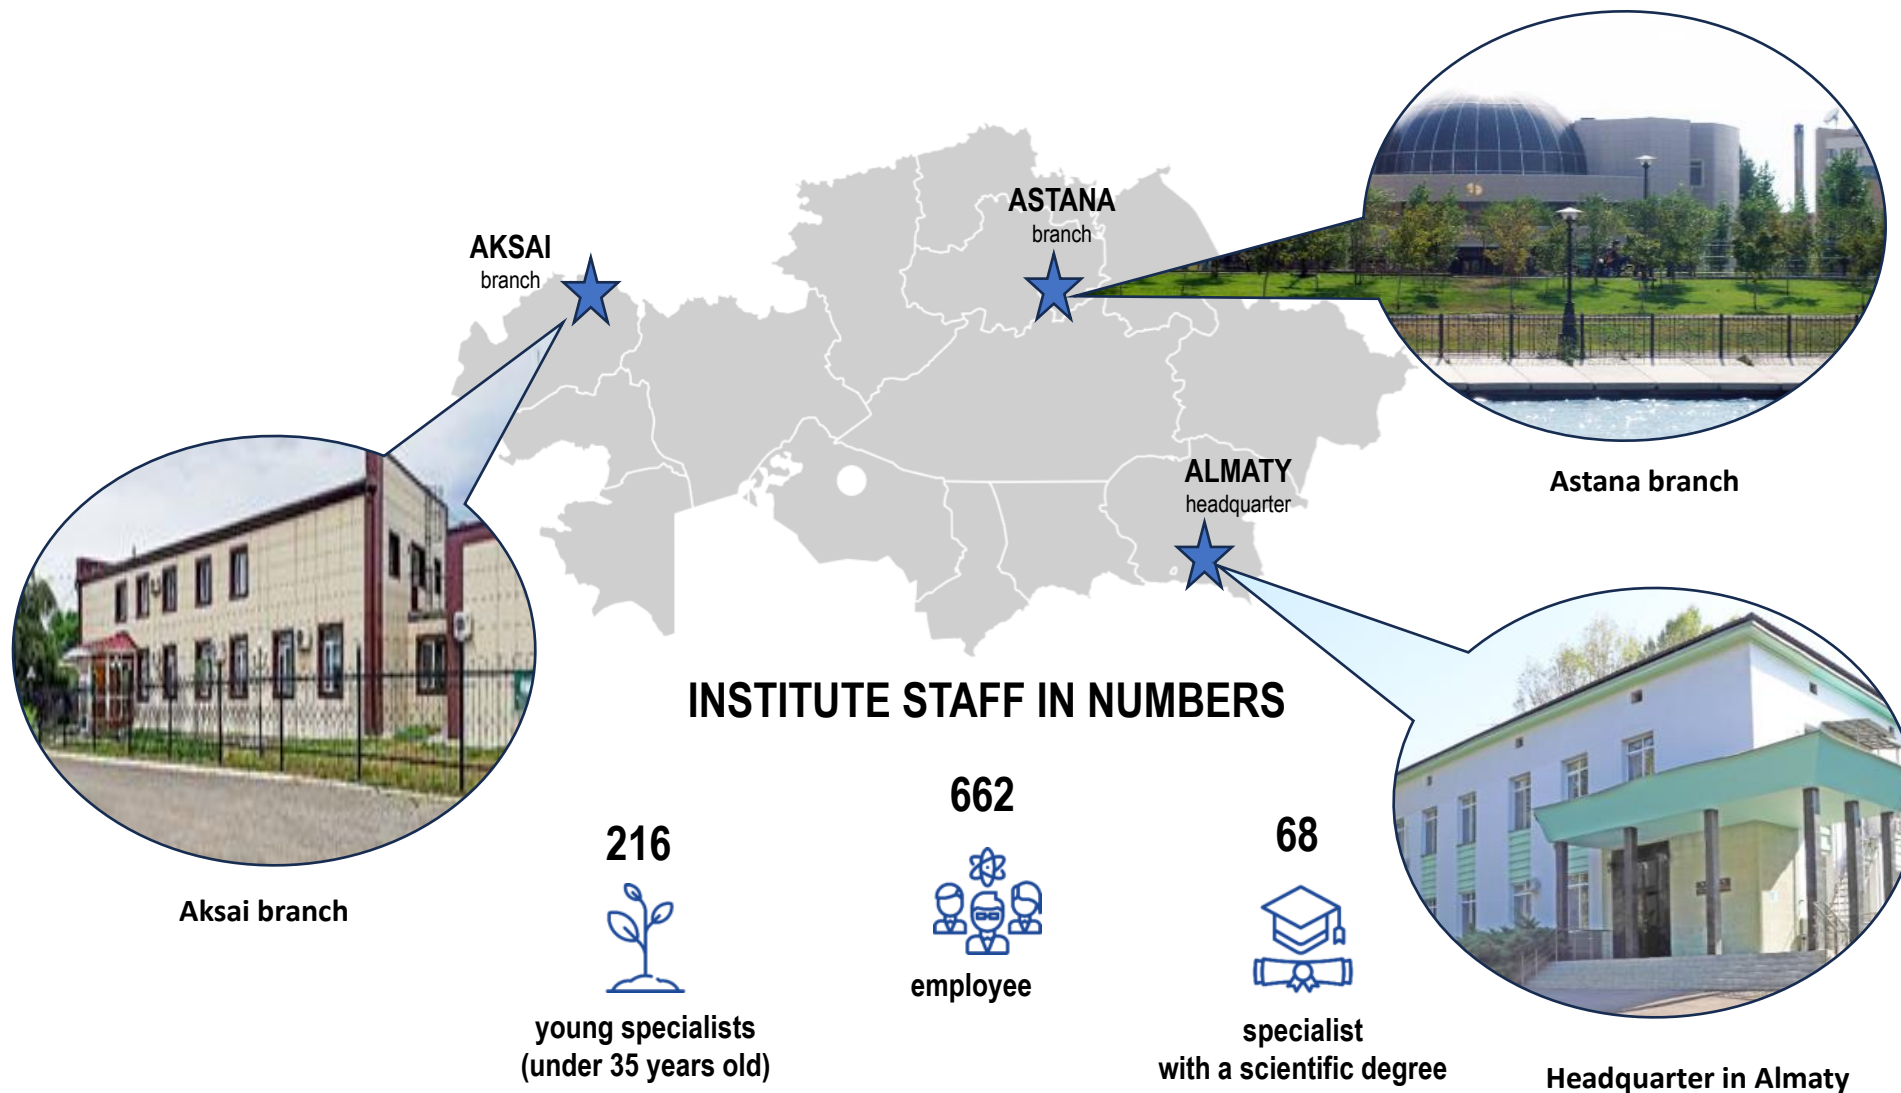 ASTANA
branch
AKSAI
branch
ALMATY
headquarter
Astana branch
Aksai branch
Headquarter in Almaty
INSTITUTE STAFF IN NUMBERS
216
young specialists
(under 35 years old)
662
employee
68
specialist
with a scientific degree